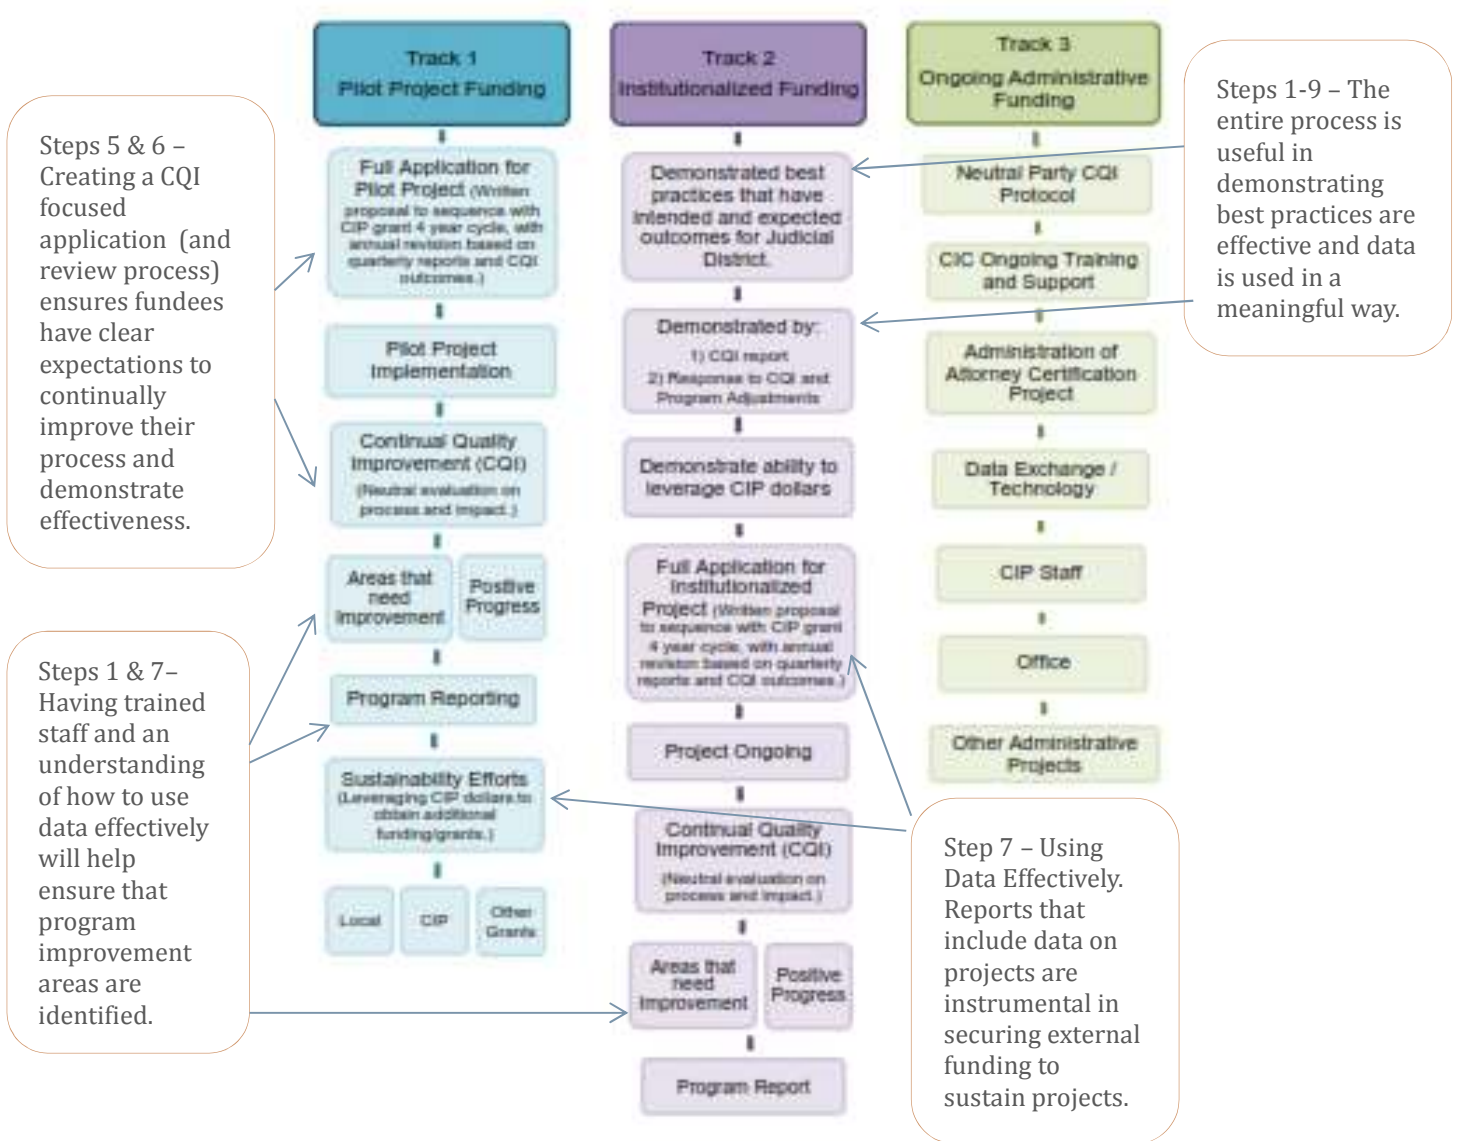 Steps 5 & 6 –
Creating a CQI
focused
application (and
review process)
ensures fundees
have clear
expectations to
continually
improve their
process and
demonstrate
effectiveness.
Steps 1 & 7–
Having trained
staff and an
understanding
of how to use
data effectively
will help
ensure that
program
improvement
areas are
identified.
Track 1
Pilot Project Funding
Full Application for
Pilot Project (Written
proposal to sequence with
CIP grant 4 year cycle, with
annual revision based on
quarterly reports and CQI
outcomes.)
Pilot Project
Implementation
Continual Quality
Improvement (CQI)
(Neutral evaluation on
process and impact.)
Areas that
need
Improvement
Positive
Progress
Program Reporting
Sustainability Efforts
(Leveraging CIP dollars to
obtain additional
funding/grants.)
Local
CIP
Other
Grants
Track 2
Institutionalized Funding
Demonstrated best
practices that have
intended and expected
outcomes for Judicial
District.
Demonstrated by:
1) CQI report
2) Response to CQI and
Program Adjustments
Demonstrate ability to
leverage CIP dollars
Full Application for
Institutionalized
Project (Written proposal
to sequence with CIP grant
4 year cycle, with annual
revision based on quarterly
reports and CQI outcomes.)
Project Ongoing
Continual Quality
Improvement (CQI)
(Neutral evaluation on
process and impact.)
Areas that
need
Improvement
Positive
Progress
Program Report
Track 3
Ongoing Administrative
Funding
Neutral Party CQI
Protocol
CIC Ongoing Training
and Support
Administration of
Attorney Certification
Project
Data Exchange /
Technology
CIP Staff
Office
Other Administrative
Projects
Steps 1-9 – The
entire process is
useful in
demonstrating
best practices are
effective and data
is used in a
meaningful way.
Step 7 – Using
Data Effectively.
Reports that
include data on
projects are
instrumental in
securing external
funding to
sustain projects.